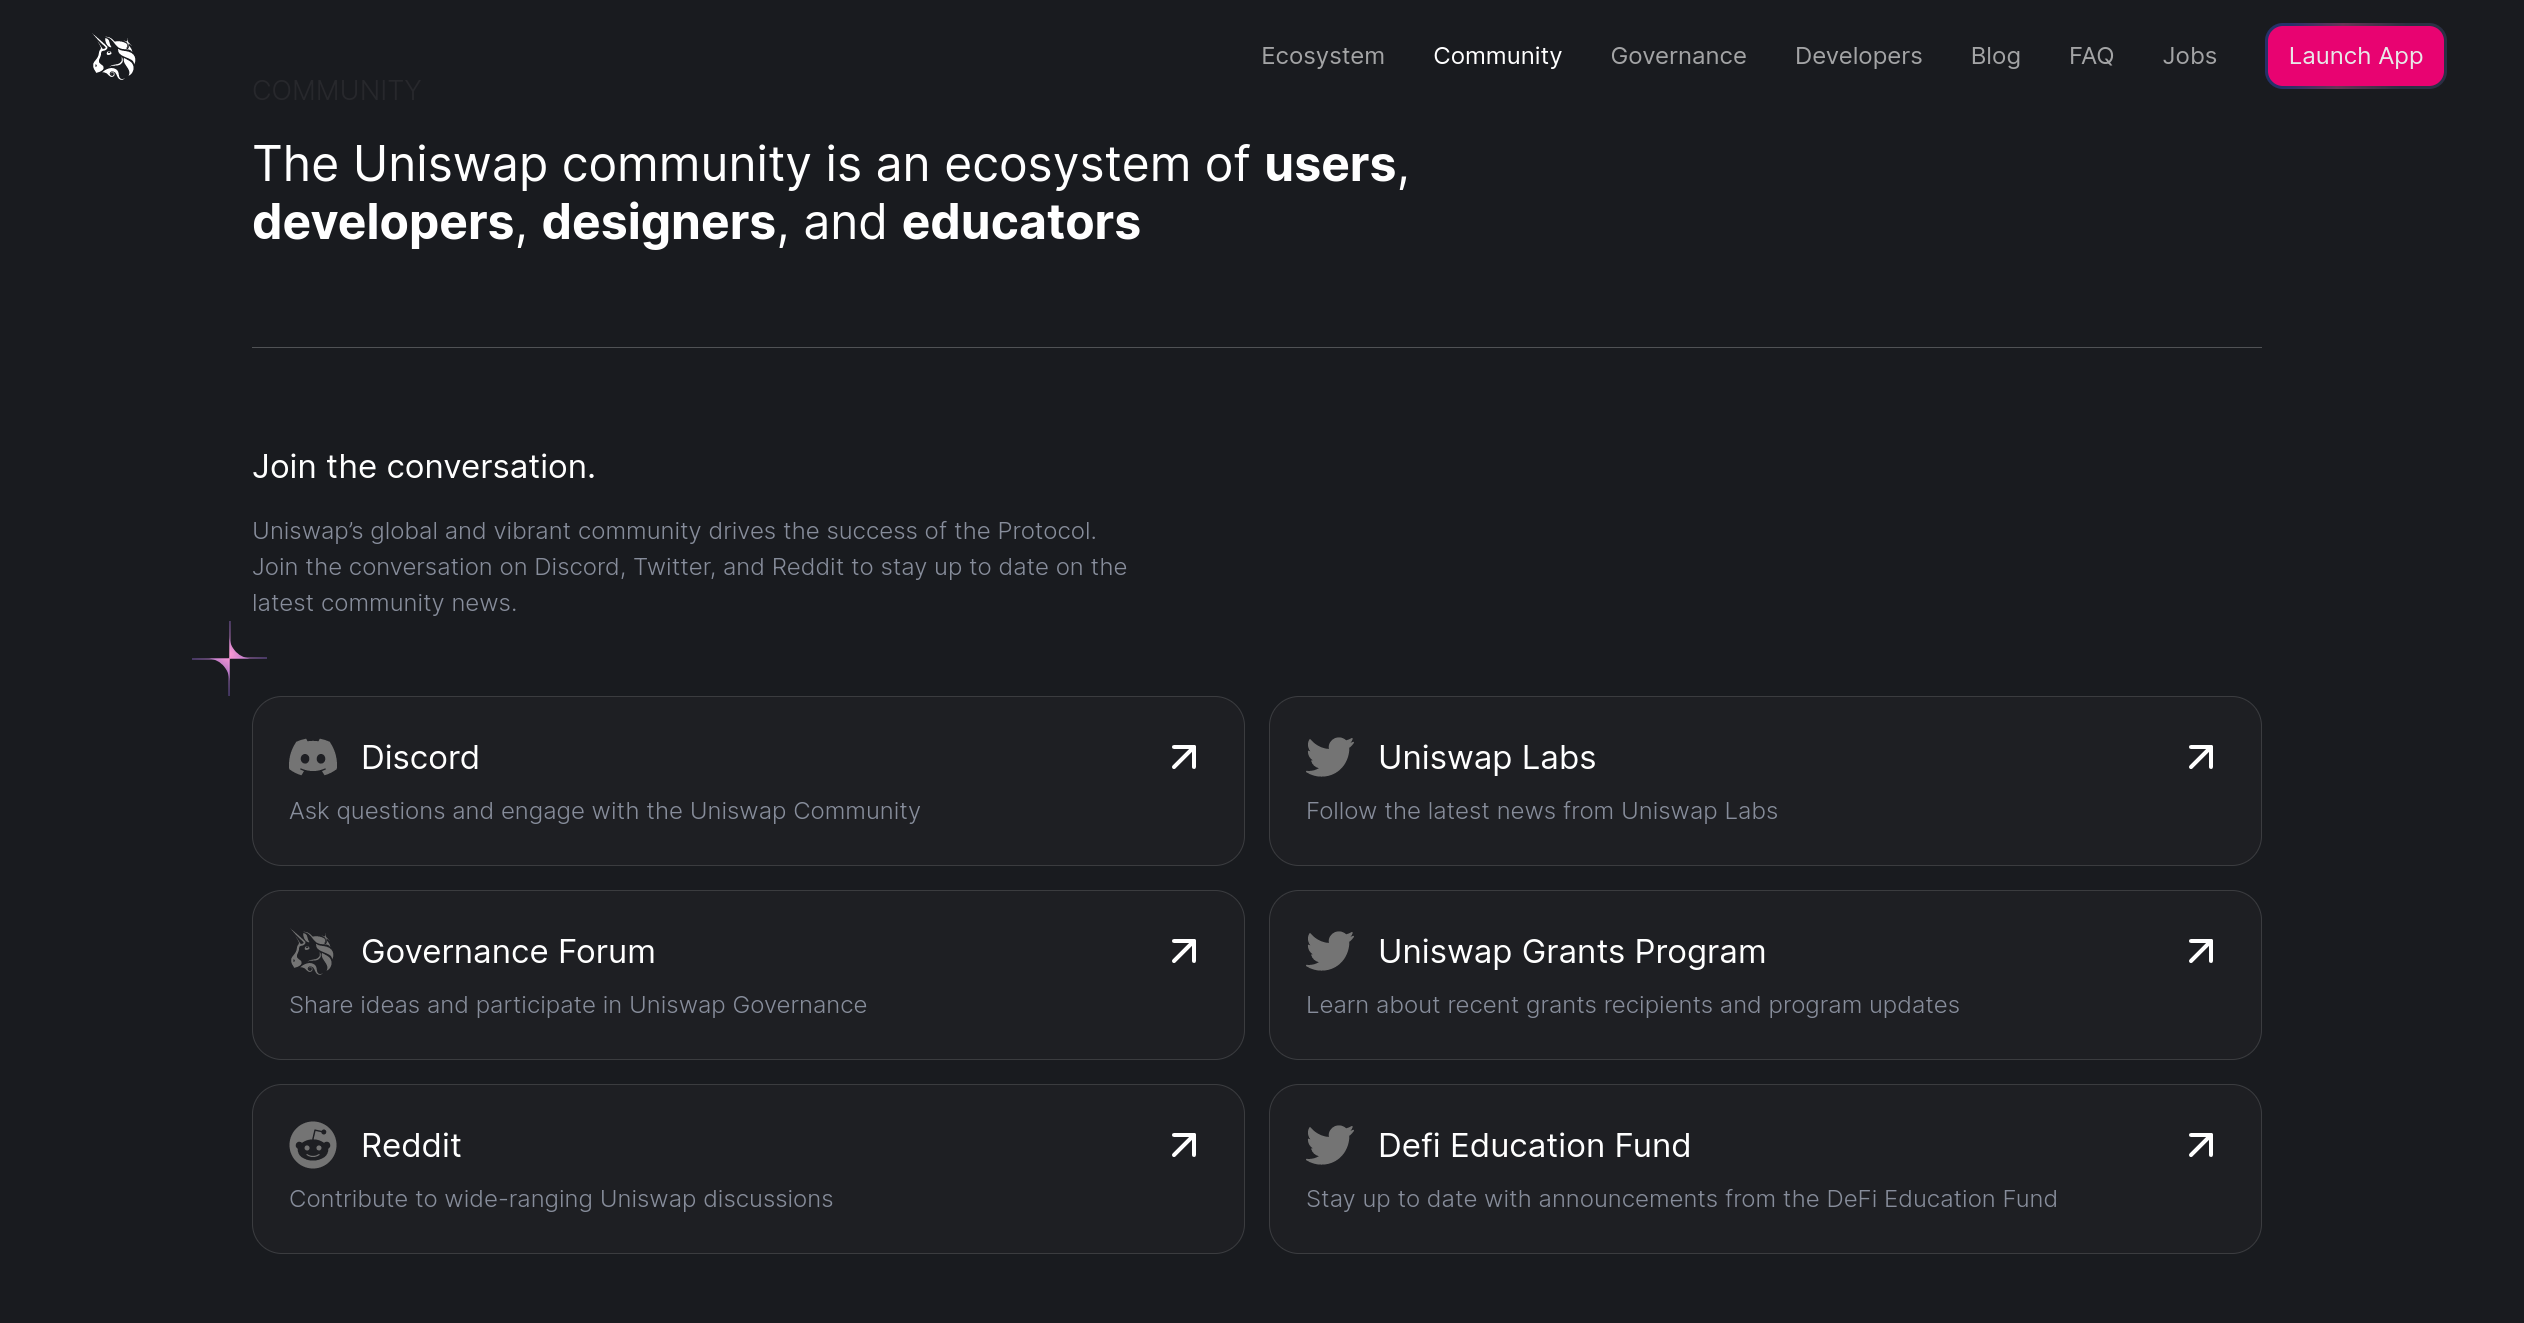 Ecosystem Community Governance Developers Blog FAQ Jobs Launch App
COMMUNITY
The Uniswap community is an ecosystem of users,
developers, designers, and educators
Join the conversation.
Uniswap’s global and vibrant community drives the success of the Protocol.
Join the conversation on Discord, Twitter, and Reddit to stay up to date on the
latest community news.
Discord
Ask questions and engage with the Uniswap Community
Uniswap Labs
Follow the latest news from Uniswap Labs
Governance Forum
Share ideas and participate in Uniswap Governance
Uniswap Grants Program
Learn about recent grants recipients and program updates
Reddit
Contribute to wide-ranging Uniswap discussions
Defi Education Fund
Stay up to date with announcements from the DeFi Education Fund